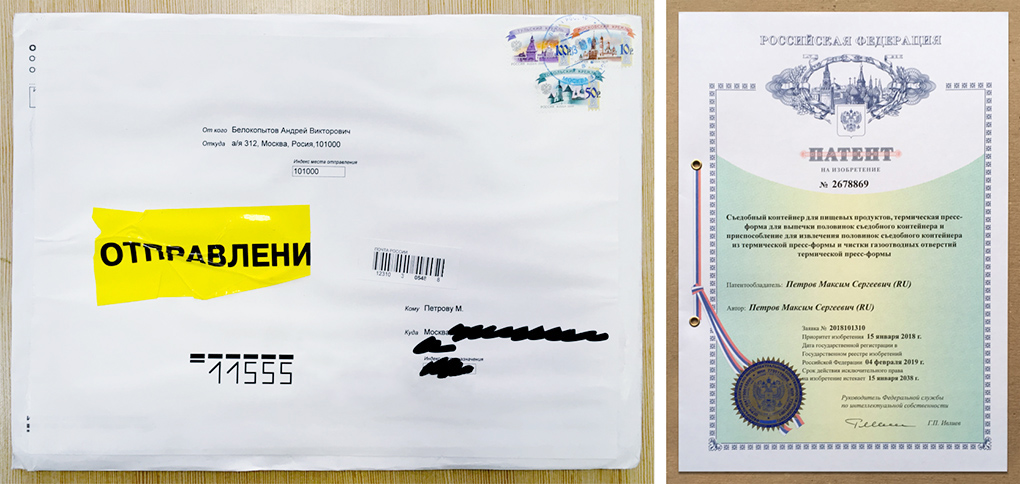 100р
10р
50р
От кого Белокопытов Андрей Викторович
Откуда а/я 312, Москва, Росия,101000
Индекс места отправления
101000
ОТПРАВЛЕНИ
ПОЧТА РОССИИ
Кому Петрову М.
Куда Москва
11555
РОССИЙСКАЯ ФЕДЕРАЦИЯ
ПАТЕНТ
НА ИЗОБРЕТЕНИЕ
№ 2678869
Съедобный контейнер для пищевых продуктов, термическая пресс-
форма для выпечки половинок съедобного контейнера и
приспособление для извлечения половинок съедобного контейнера
из термической пресс-формы и чистки газоотводных отверстий
термической пресс-формы
Патентообладатель: Петров Максим Сергеевич (RU)
Автор: Петров Максим Сергеевич (RU)
Заявка № 2018101310
Приоритет изобретения 15 января 2018 г.
Дата государственной регистрации в
Государственном реестре изобретений
Российской Федерации 04 февраля 2019 г.
Срок действия исключительного права
на изобретение истекает 15 января 2038 г.
Руководитель Федеральной службы
по интеллектуальной собственности
Г.П. Ивлиев